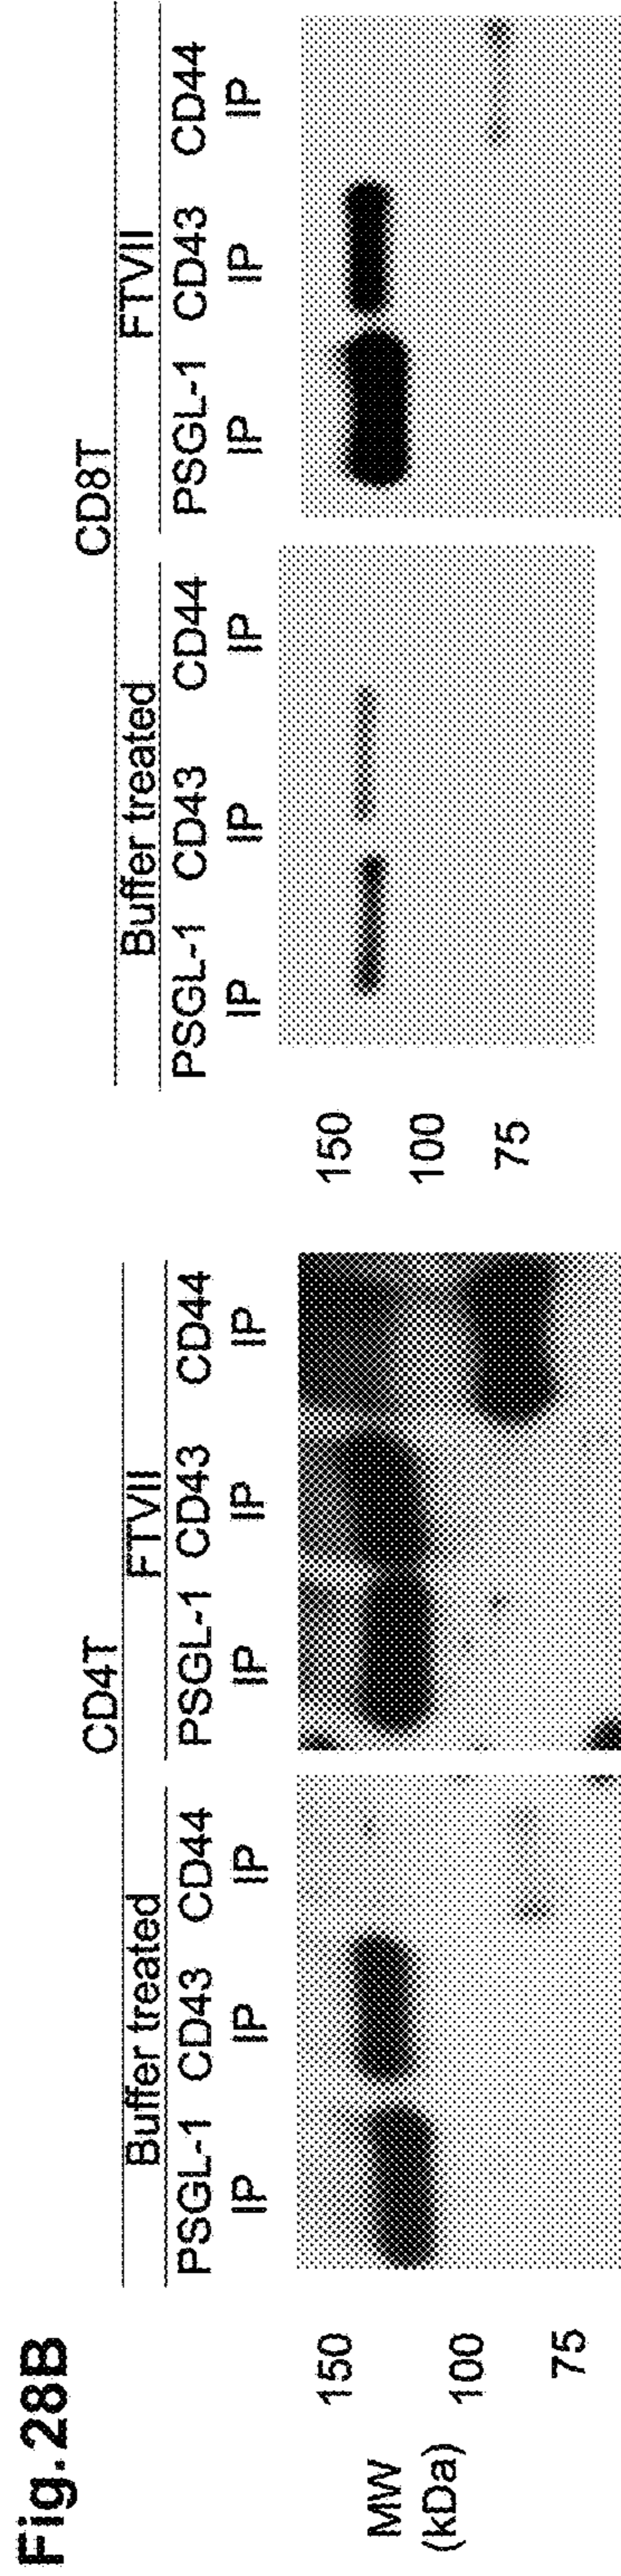 Fig. 28B
CD4T CD8T
Buffer treated FTVII Buffer treated FTVII
PSGL-1 CD43 CD44 PSGL-1 CD43 CD44 PSGL-1 CD43 CD44 PSGL-1 CD43 CD44
IP IP IP IP IP IP IP IP IP IP IP IP
150 150
MW
(kDa)
100 100
75 75